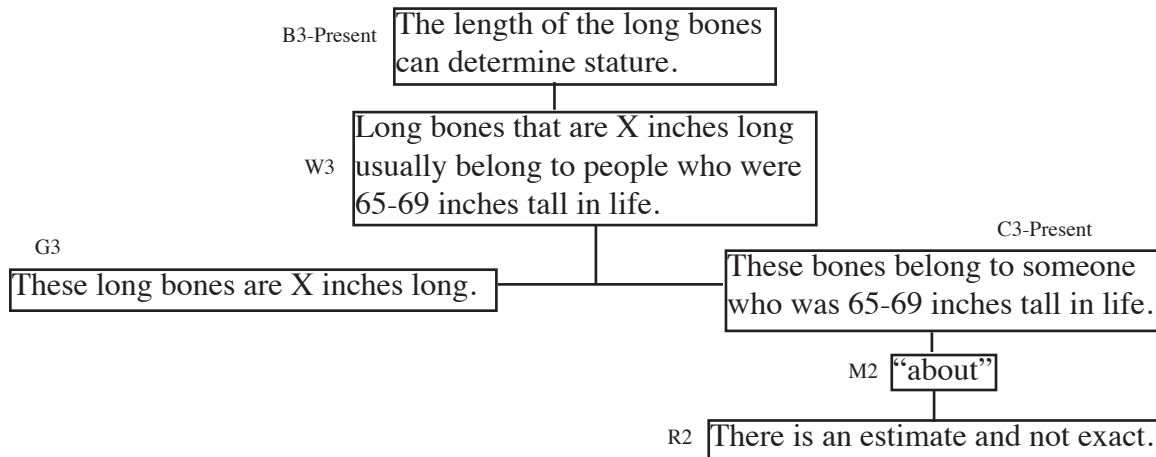 B3-Present
The length of the long bones
can determine stature.
W3
Long bones that are X inches long
usually belong to people who were
65-69 inches tall in life.
G3
These long bones are X inches long.
C3-Present
These bones belong to someone
who was 65-69 inches tall in life.
M2
“about”
R2
There is an estimate and not exact.